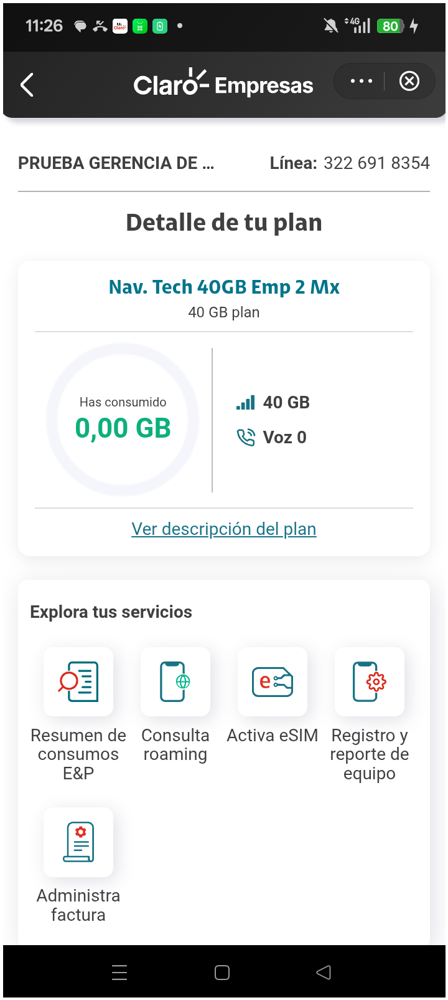 11:26
4G
80
Mi
Claro
Claro Empresas
PRUEBA GERENCIA DE ...
Línea: 322 691 8354
Detalle de tu plan
Nav. Tech 40GB Emp 2 Mx
40 GB plan
Has consumido
0,00 GB
40 GB
Voz 0
Ver descripción del plan
Explora tus servicios
Resumen de
consumos
E&P
Consulta
roaming
e
Activa eSIM
Registro y
reporte de
equipo
Administra
factura